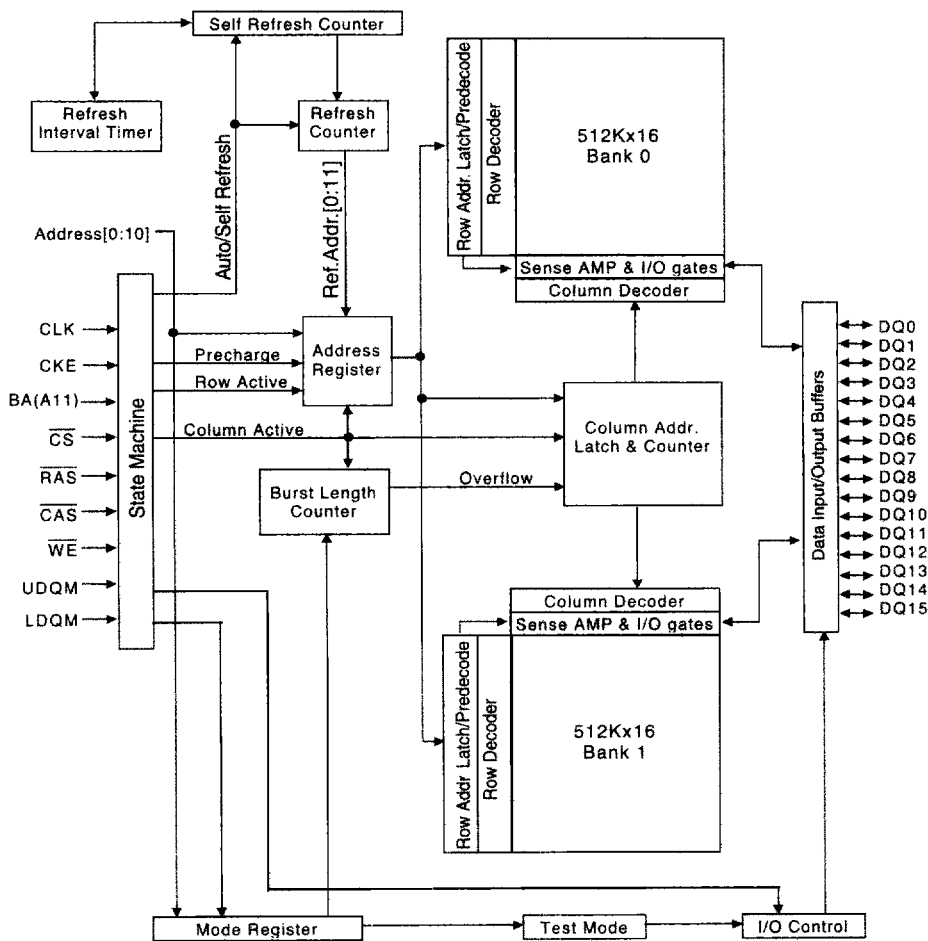 Self Refresh Counter
Refresh
Interval Timer
Refresh
Counter
Auto/Self Refresh
Ref.Addr.[0:11]
Address[0:10]
Row Addr. Latch/Predecode
Row Decoder
512Kx16
Bank 0
Sense AMP & I/O gates
Column Decoder
State Machine
CLK
CKE
BA(A11)
CS
RAS
CAS
WE
UDQM
LDQM
Precharge
Row Active
Column Active
Address
Register
Burst Length
Counter
Overflow
Column Addr.
Latch & Counter
Data Input/Output Buffers
DQ0
DQ1
DQ2
DQ3
DQ4
DQ5
DQ6
DQ7
DQ8
DQ9
DQ10
DQ11
DQ12
DQ13
DQ14
DQ15
Column Decoder
Sense AMP & I/O gates
Row Addr Latch/Predecode
Row Decoder
512Kx16
Bank 1
Mode Register
Test Mode
I/O Control